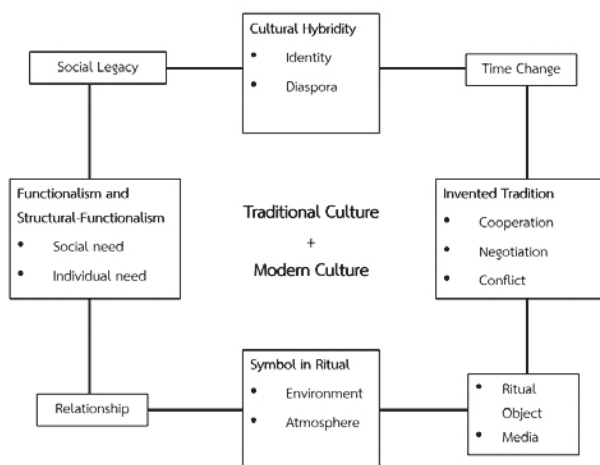 Cultural Hybridity
• Identity
• Diaspora
Social Legacy
Time Change
Functionalism and
Structural-Functionalism
• Social need
• Individual need
Traditional Culture
+
Modern Culture
Invented Tradition
• Cooperation
• Negotiation
• Conflict
Symbol in Ritual
• Environment
• Atmosphere
Relationship
• Ritual
Object
• Media